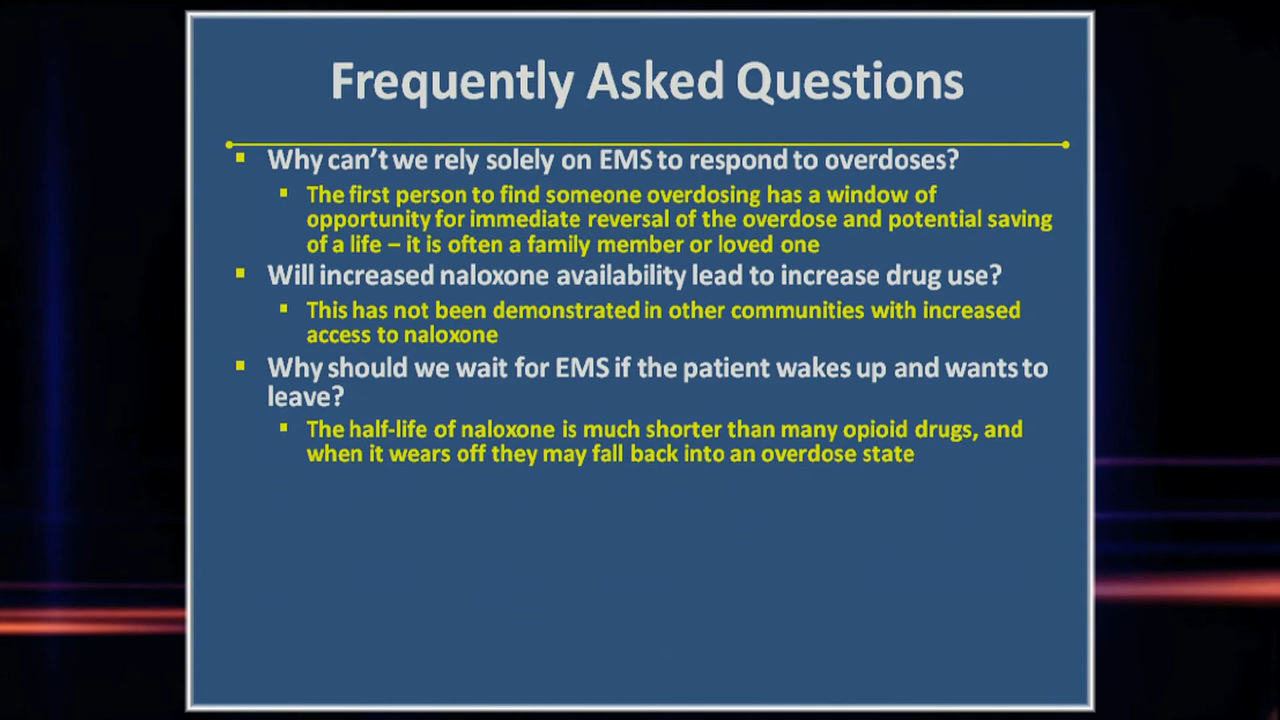 Frequently Asked Questions
Why can't we rely solely on EMS to respond to overdoses?
The first person to find someone overdosing has a window of
opportunity for immediate reversal of the overdose and potential saving
of a life – it is often a family member or loved one
Will increased naloxone availability lead to increase drug use?
This has not been demonstrated in other communities with increased
access to naloxone
Why should we wait for EMS if the patient wakes up and wants to
leave?
The half-life of naloxone is much shorter than many opioid drugs, and
when it wears off they may fall back into an overdose state